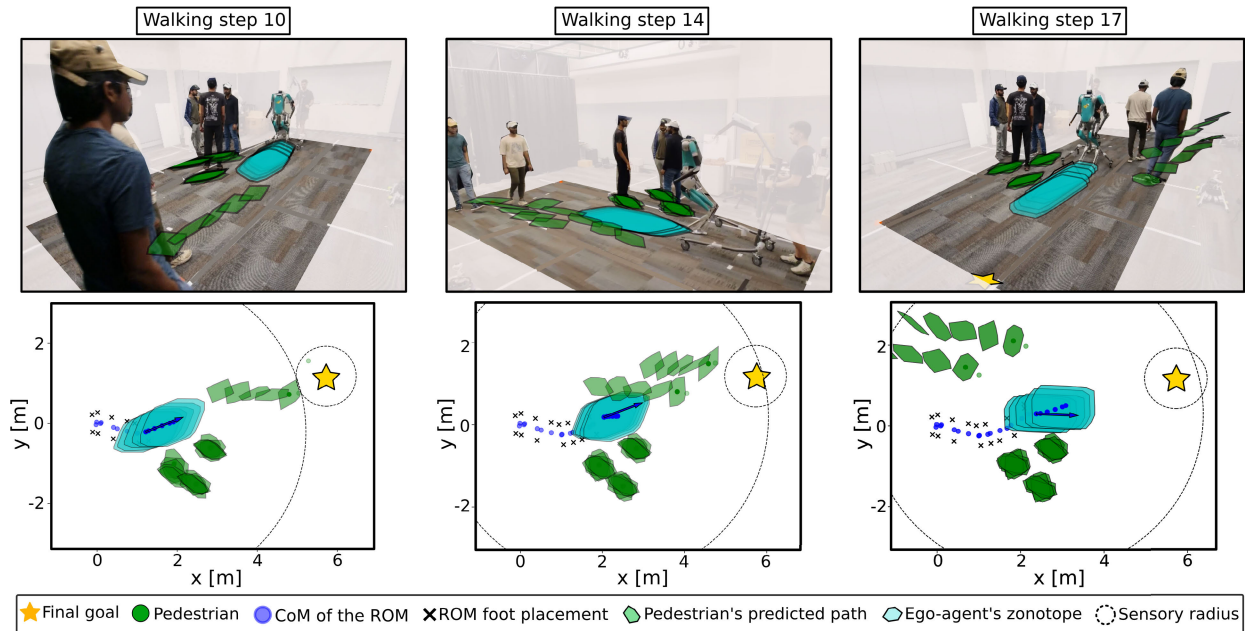 Walking step 10
Walking step 14
Walking step 17
y [m]
2
0
-2
0
2
4
6
x [m]
y [m]
2
0
-2
0
2
4
6
x [m]
y [m]
2
0
-2
0
2
4
6
x [m]
Final goal
Pedestrian
CoM of the ROM
ROM foot placement
Pedestrian's predicted path
Ego-agent's zonotope
Sensory radius